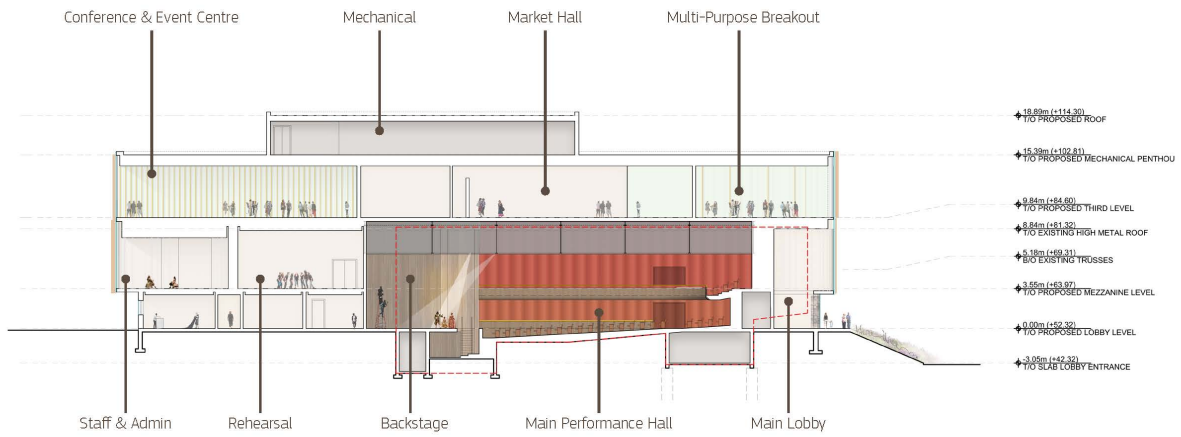 Conference & Event Centre
Mechanical
Market Hall
Multi-Purpose Breakout
18.89m (+114.30)
T/O PROPOSED ROOF
15.39m (+102.81)
T/O PROPOSED MECHANICAL PENTHOU
9.84m (+84.60)
T/O PROPOSED THIRD LEVEL
8.84m (+81.32)
T/O EXISTING HIGH METAL ROOF
5.18m (+69.31)
B/O EXISTING TRUSSES
3.55m (+63.97)
T/O PROPOSED MEZZANINE LEVEL
0.00m (+52.32)
T/O PROPOSED LOBBY LEVEL
-3.05m (+42.32)
T/O SLAB LOBBY ENTRANCE
Staff & Admin
Rehearsal
Backstage
Main Performance Hall
Main Lobby